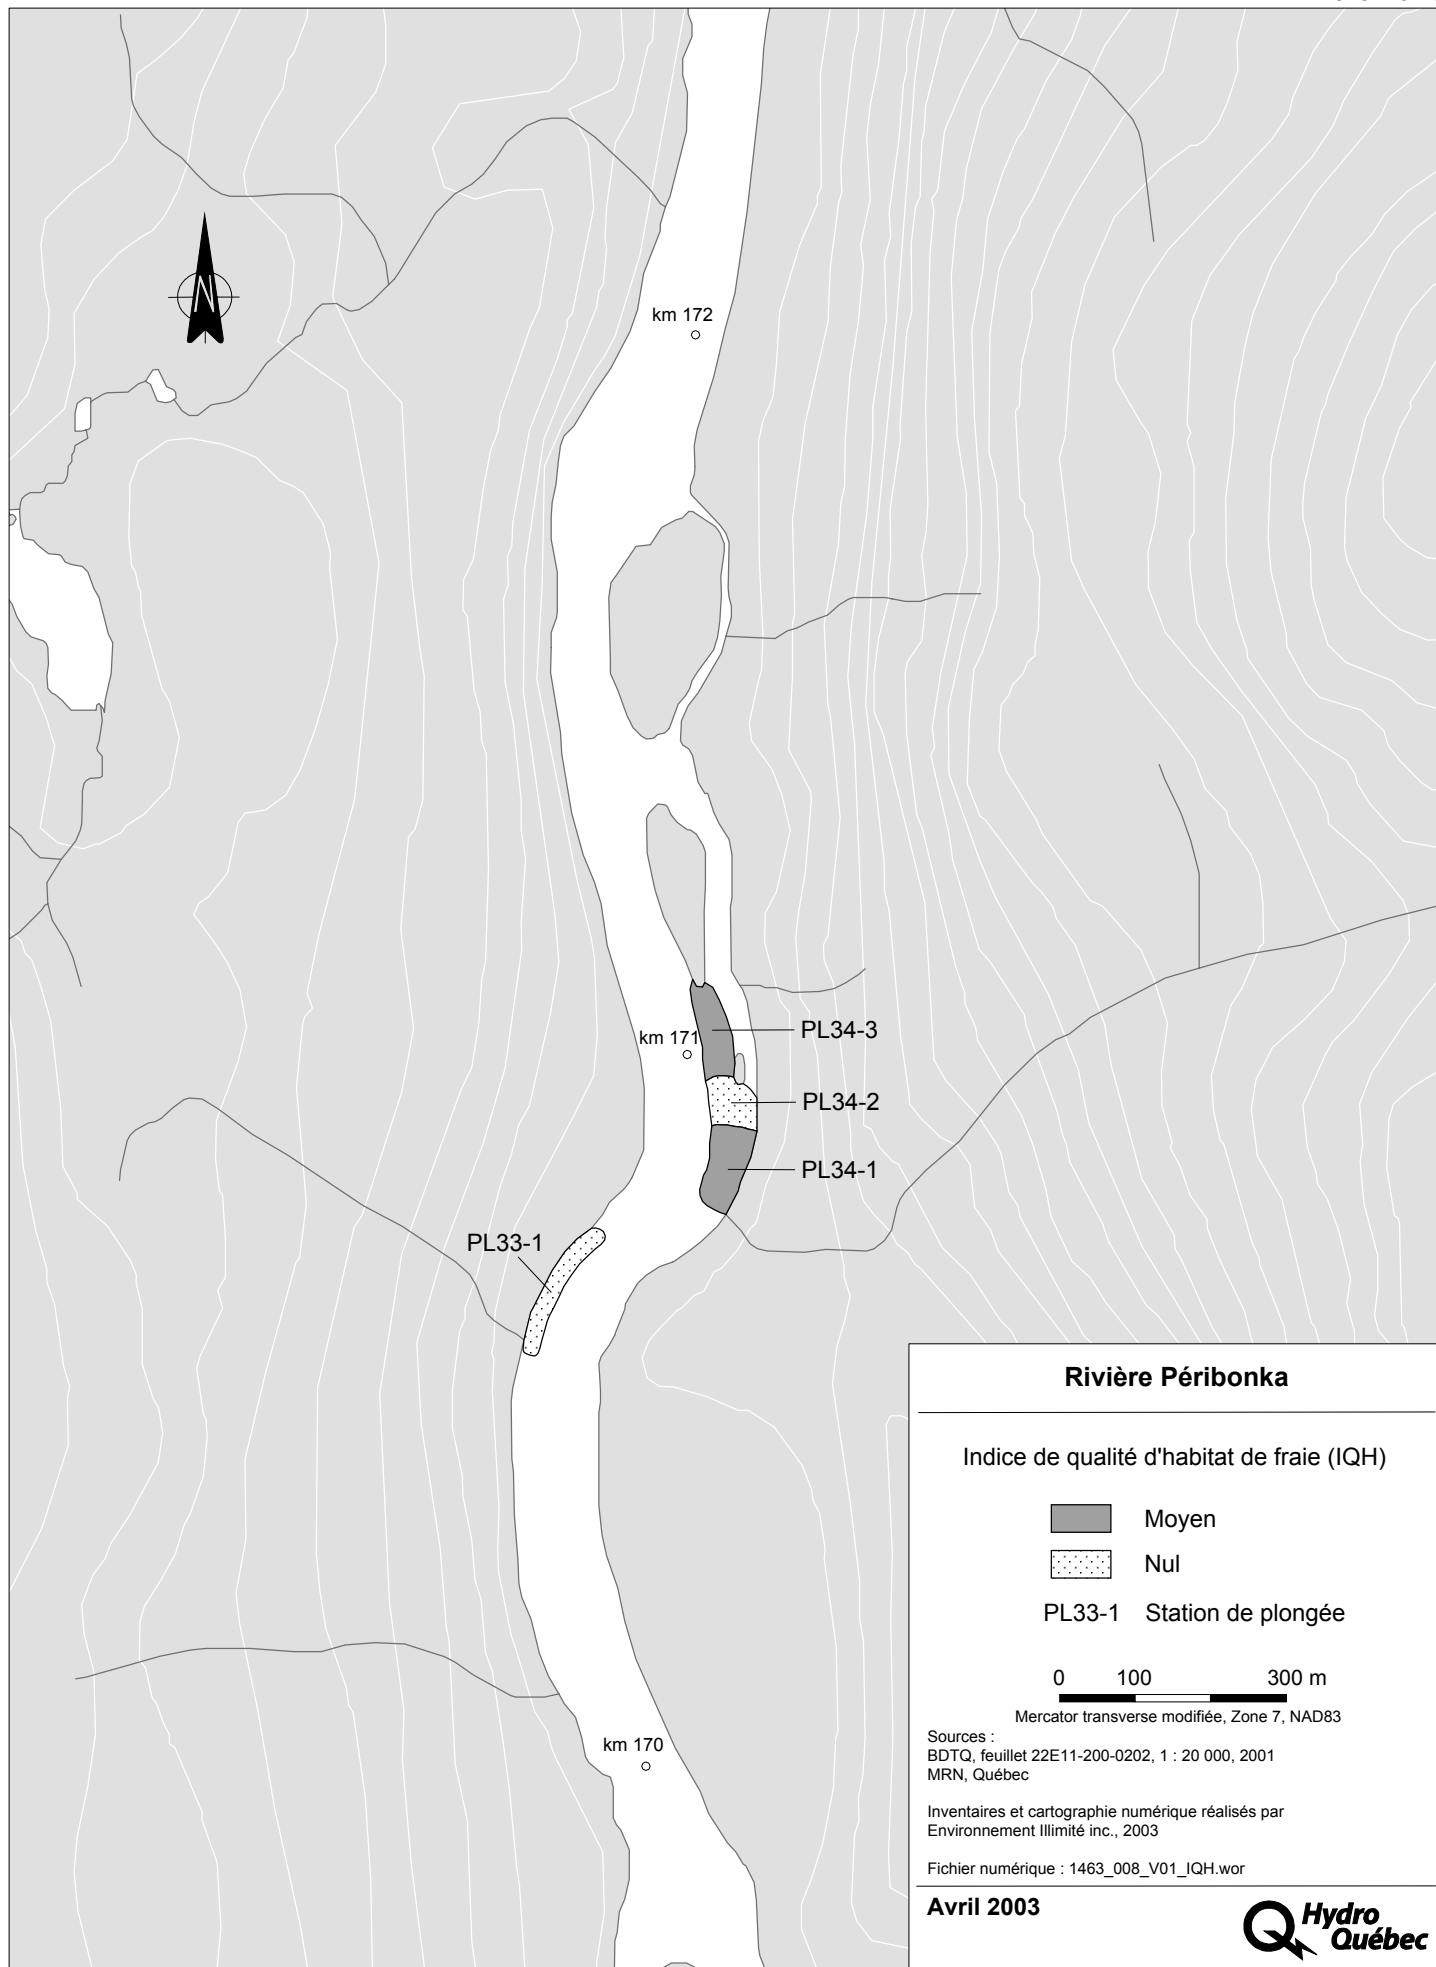 N
km 172
km 171
PL34-3
PL34-2
PL34-1
PL33-1
km 170
Rivière Péribonka
Indice de qualité d'habitat de fraie (IQH)
Moyen
Nul
PL33-1 Station de plongée
0 100 300 m
Mercator transverse modifiée, Zone 7, NAD83
Sources :
BDTQ, feuillet 22E11-200-0202, 1 : 20 000, 2001
MRN, Québec
Inventaires et cartographie numérique réalisés par
Environnement Illimité inc., 2003
Fichier numérique : 1463_008_V01_IQH.wor
Avril 2003
Hydro
Québec